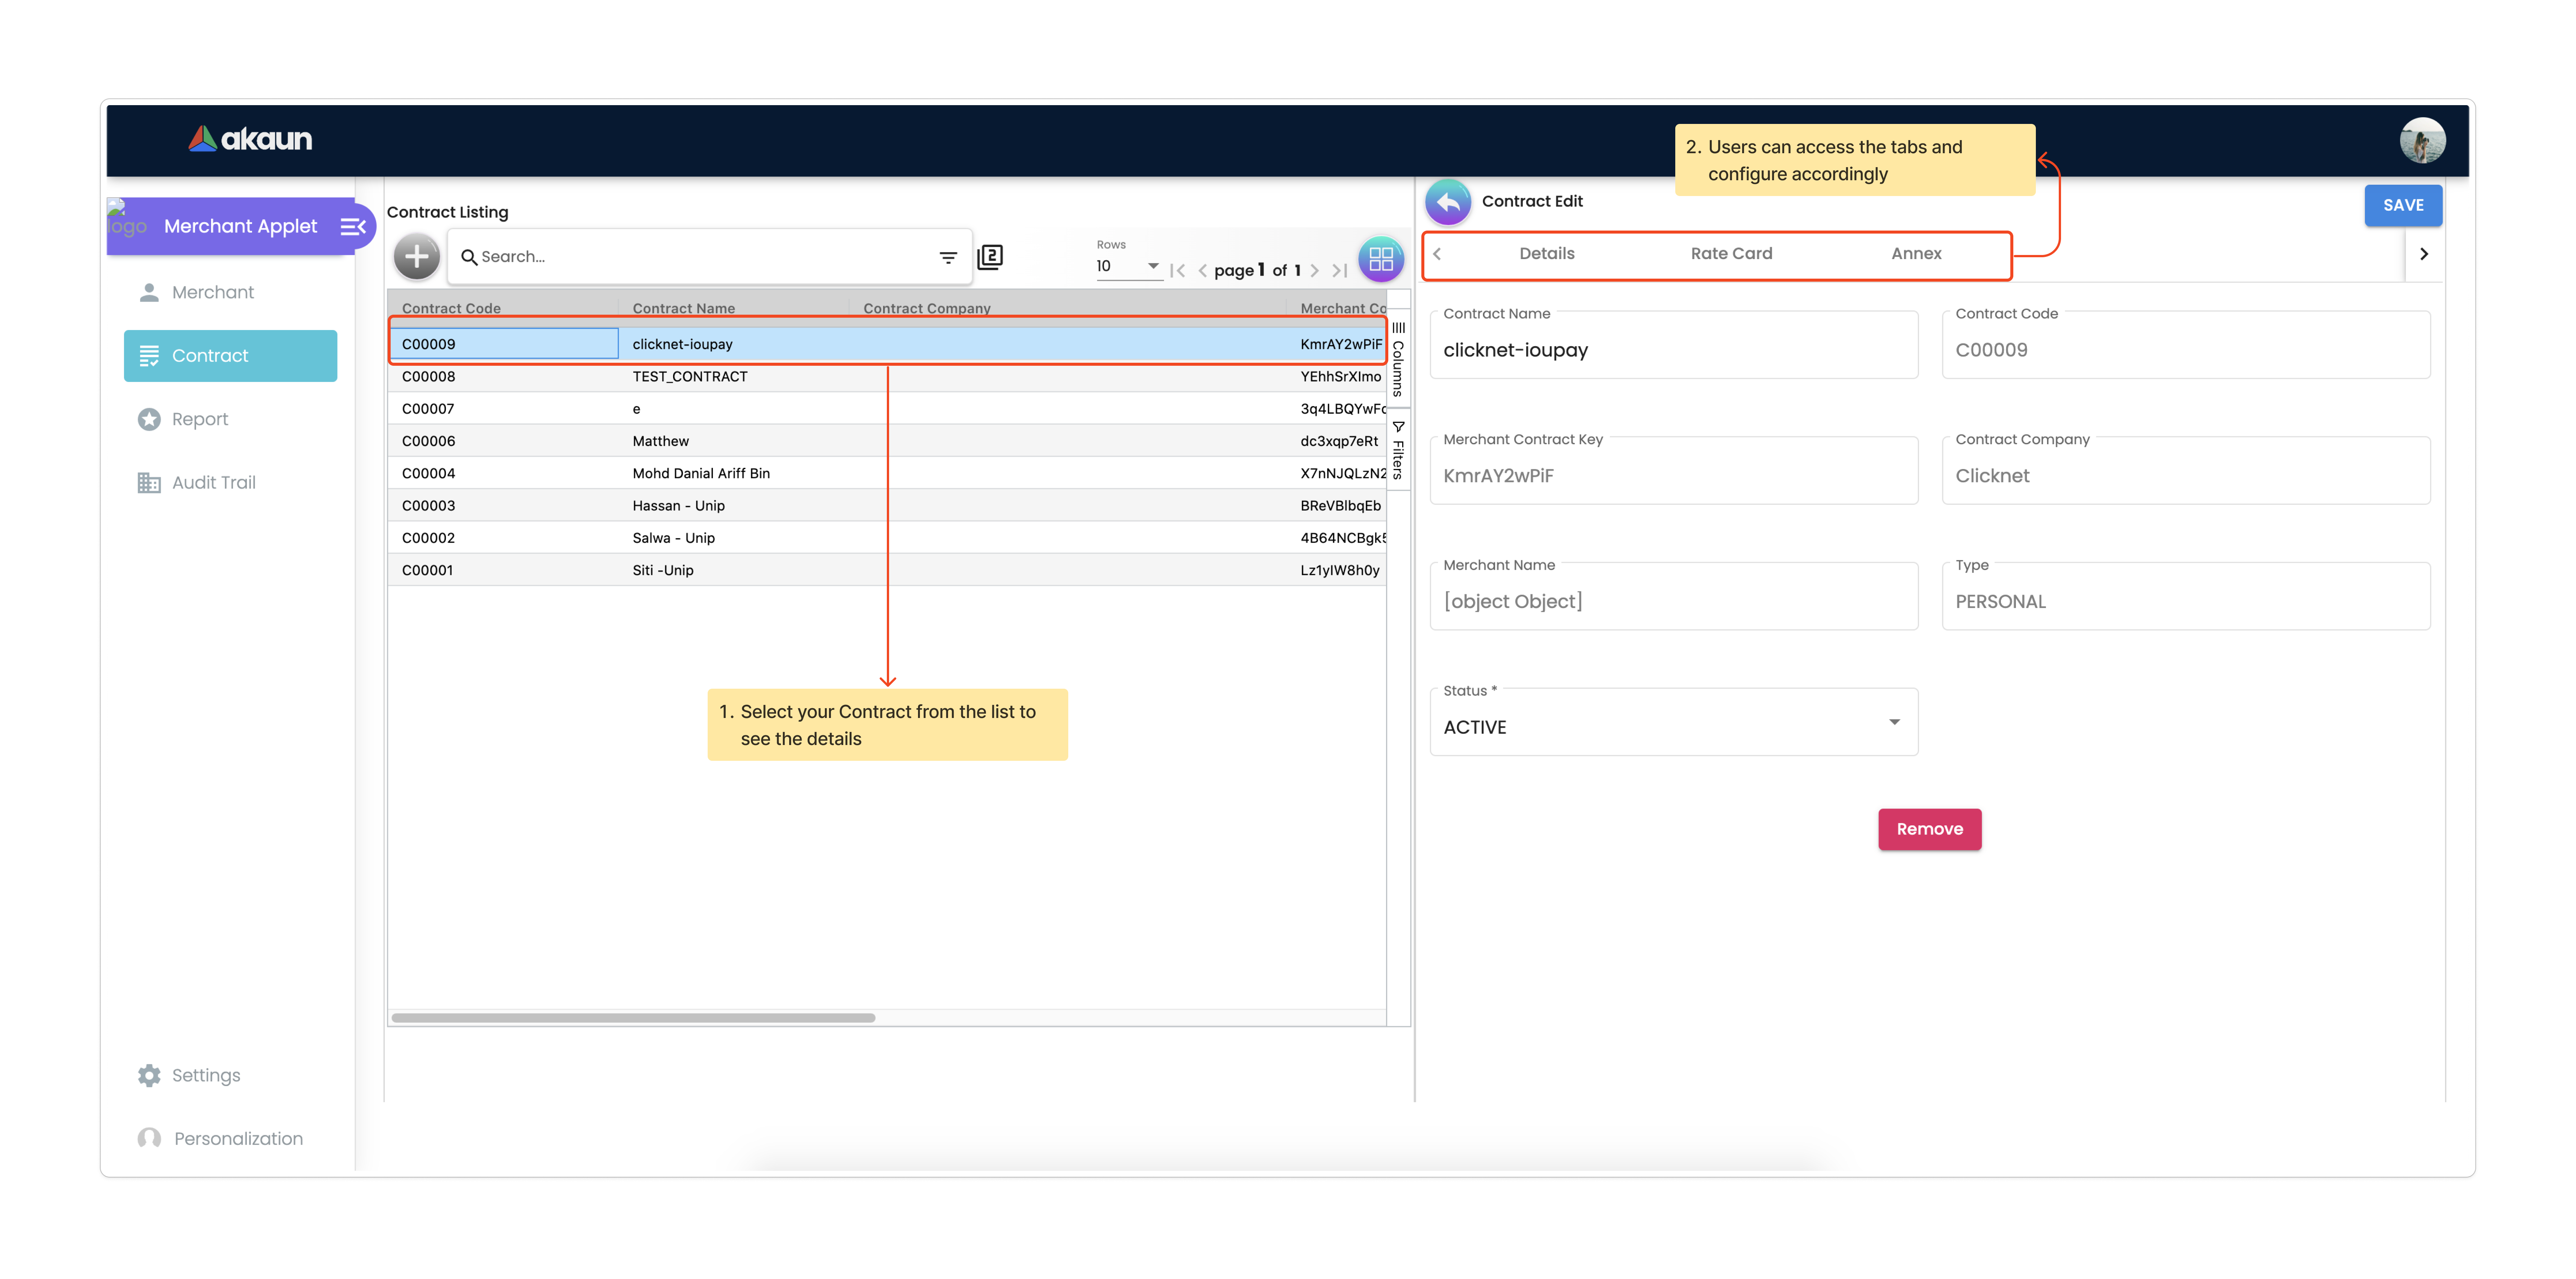 akaun
2. Users can access the tabs and
configure accordingly
logo
Merchant Applet
Merchant
Contract
Report
Audit Trail
Settings
Personalization
Contract Listing
Search...
2
Rows
10
page 1 of 1
Contract Code Contract Name Contract Company Merchant Co
C00009 clicknet-ioupay KmrAY2wPiF
C00008 TEST_CONTRACT YEhhSrXImo
C00007 e 3q4LBQYwFc
C00006 Matthew dc3xqp7eRt
C00004 Mohd Danial Ariff Bin X7nNJQLzN2
C00003 Hassan - Unip BReVBlbqEb
C00002 Salwa - Unip 4B64NCBgk5
C00001 Siti -Unip Lz1yIW8h0y
Columns
Filters
1. Select your Contract from the list to
see the details
Contract Edit
SAVE
Details Rate Card Annex
Contract Name
clicknet-ioupay
Contract Code
C00009
Merchant Contract Key
KmrAY2wPiF
Contract Company
Clicknet
Merchant Name
[object Object]
Type
PERSONAL
Status *
ACTIVE
Remove